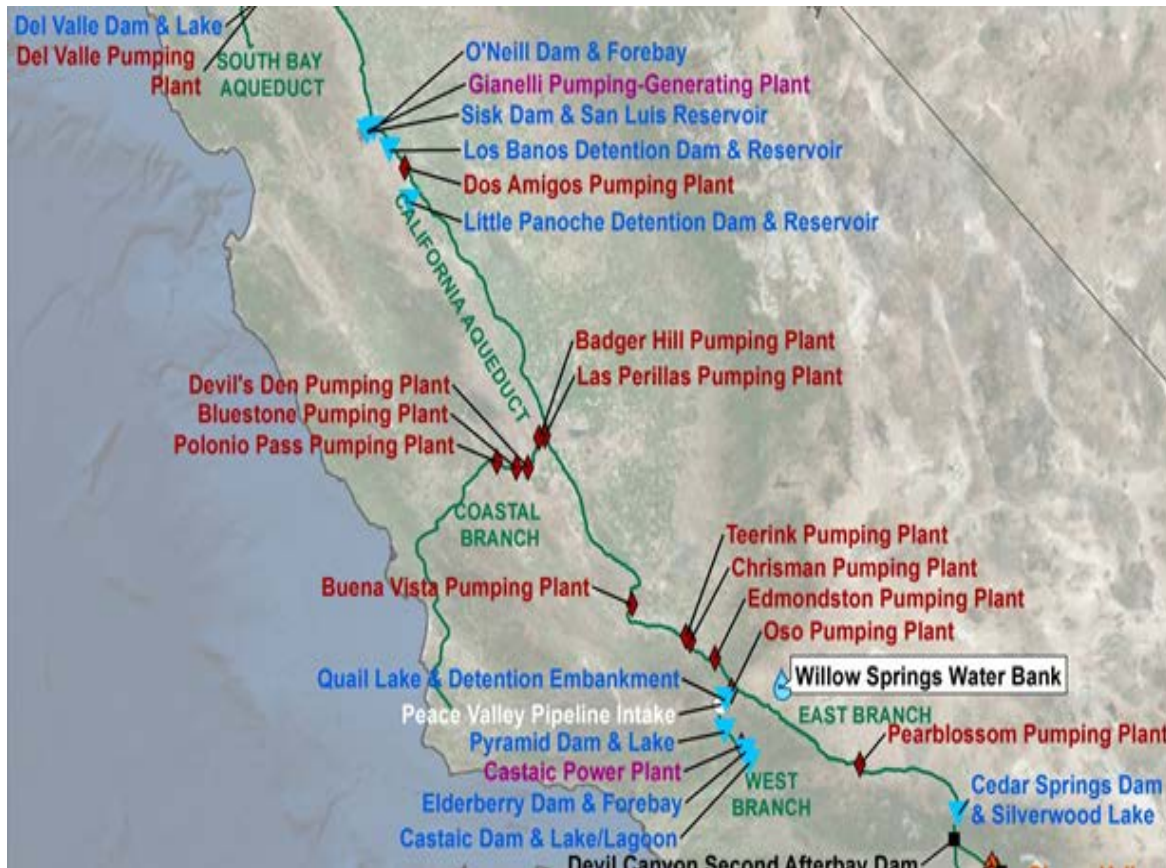 Del Valle Dam & Lake
Del Valle Pumping
Plant
SOUTH BAY
AQUEDUCT
O'Neill Dam & Forebay
Gianelli Pumping-Generating Plant
Sisk Dam & San Luis Reservoir
Los Banos Detention Dam & Reservoir
Dos Amigos Pumping Plant
Little Panoche Detention Dam & Reservoir
CALIFORNIA AQUEDUCT
Badger Hill Pumping Plant
Las Perillas Pumping Plant
Devil's Den Pumping Plant
Bluestone Pumping Plant
Polonio Pass Pumping Plant
COASTAL
BRANCH
Teerink Pumping Plant
Chrisman Pumping Plant
Buena Vista Pumping Plant
Edmondston Pumping Plant
Oso Pumping Plant
Willow Springs Water Bank
Quail Lake & Detention Embankment
Peace Valley Pipeline Intake
EAST BRANCH
Pearblossom Pumping Plant
Pyramid Dam & Lake
Castaic Power Plant
WEST
BRANCH
Elderberry Dam & Forebay
Castaic Dam & Lake/Lagoon
Cedar Springs Dam
& Silverwood Lake
Devil Canyon Second Afterbay Dam